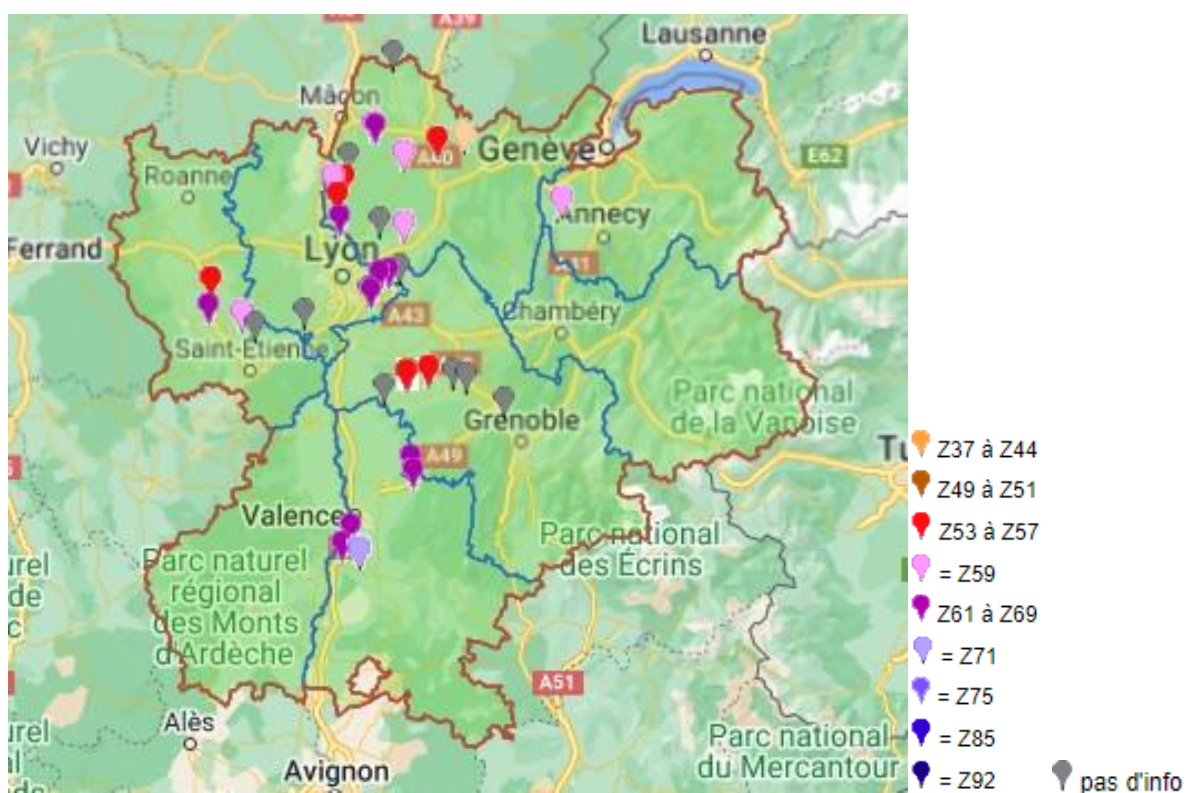 A39
Lausanne
Mâcon
Vichy
Genève
A40
E62
Roanne
Annecy
Ferrand
Lyon
A41
A43
Chambéry
Saint-Étienne
Parc national
de la Vanoise
Grenoble
A49
Valence
Parc national
des Écrins
Parc naturel
régional
des Monts
d'Ardèche
A51
Alès
Parc national
du Mercantour
Avignon
Z37 à Z44
Z49 à Z51
Z53 à Z57
= Z59
Z61 à Z69
= Z71
= Z75
= Z85
= Z92
pas d'info